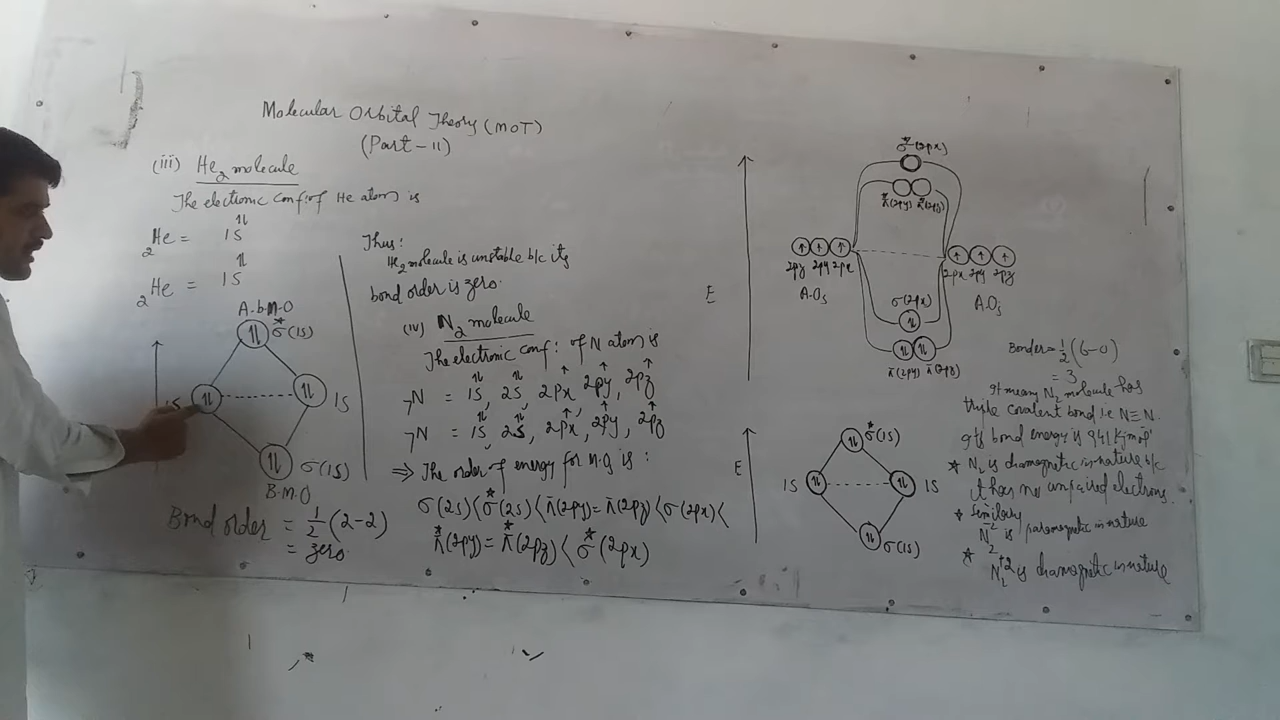 Molecular Orbital Theory (MOT)
(Part-II)
(iii) He2 molecule
The electronic conf: of He atom is
⥮
2He = 1S
⥮
2He = 1S
A.b.M.O
σ*(1S)
1S
1S
σ(1S)
B.M.O
Bond order = 1/2 (2-2)
= zero
Thus:
He2 molecule is unstable b/c its
bond order is zero.
(iv) N2 molecule
The electronic conf: of N atom is
⥮ ⥮ ↑ ↑ ↑
7N = 1S, 2S, 2px, 2py, 2pz
⥮ ⥮ ↑ ↑ ↑
7N = 1S, 2S, 2px, 2py, 2pz
⇒ The order of energy for M.O is:
σ(2S)<σ*(2S)<π(2py)=π(2pz)<σ(2px)<
π*(2py)=π*(2pz)<σ*(2px)
σ*(2px)
π*(2py) π*(2pz)
2pz 2py 2px
2px 2py 2pz
A.Os
A.Os
E
σ(2px)
π(2py) π(2pz)
E
σ*(1S)
1S
1S
σ(1S)
Bonder = 1/2 (6-0)
= 3
It mean N2 molecule has
triple covalent bond i.e N≡N.
Its bond energy is 941 kjmol-1
* N2 is diamagnetic in nature b/c
it has no unpaired electrons.
* Similary
N2-2 is paramagnetic in nature
* N2+2 is diamagnetic in nature